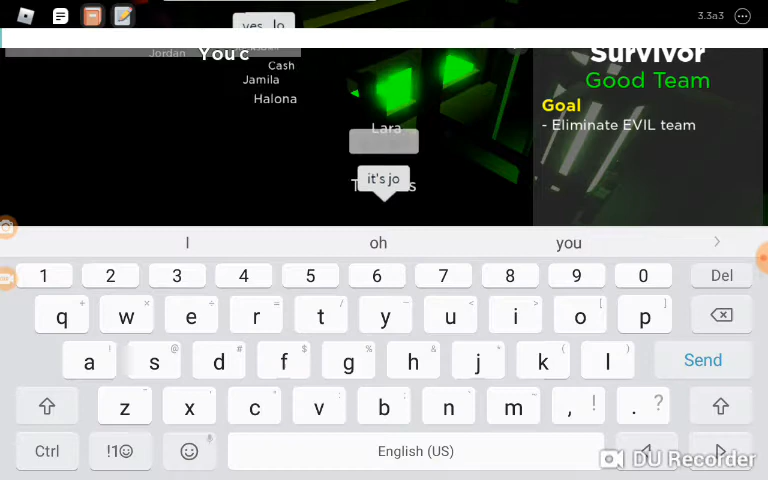 3.3a3
yes, Jo
Jordan
You c
Cash
Jamila
Halona
Lara
it's jo
Survivor
Good Team
Goal
- Eliminate EVIL team
I oh you >
1 2 3 4 5 6 7 8 9 0 Del
q w e r t y u i o p
a s d f g h j k l Send
z x c v b n m , ! . ?
Ctrl !1☺ English (US)
DU Recorder